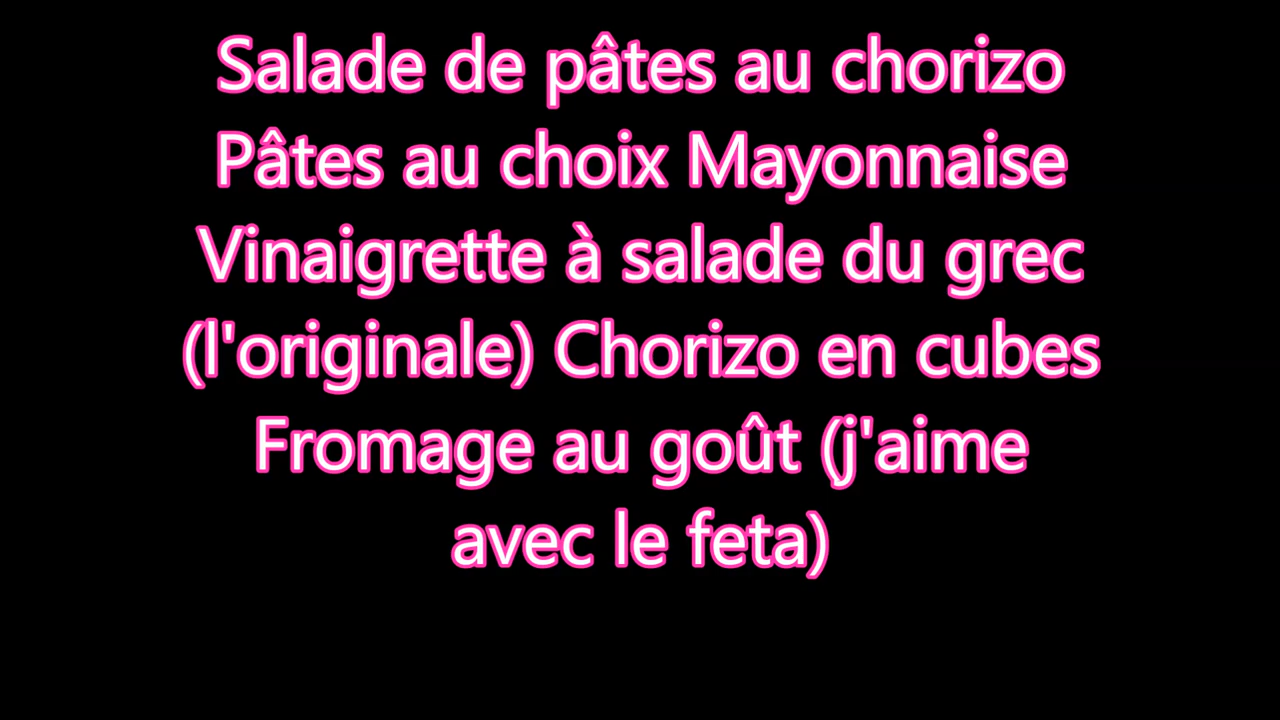 Salade de pâtes au chorizo
Pâtes au choix Mayonnaise
Vinaigrette à salade du grec
(l'originale) Chorizo en cubes
Fromage au goût (j'aime
avec le feta)